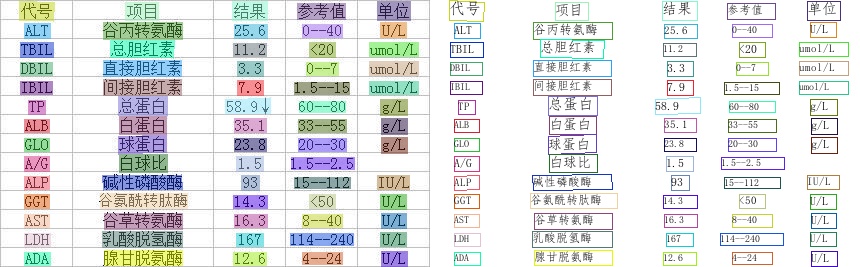 代号 项目 结果 参考值 单位 代号 项目 结果 参考值 单位
ALT 谷丙转氨酶 25.6 0--40 U/L ALT 谷丙转氨酶 25.6 0--40 U/L
TBIL 总胆红素 11.2 <20 umol/L TBIL 总胆红素 11.2 <20 umol/L
DBIL 直接胆红素 3.3 0--7 umol/L DBIL 直接胆红素 3.3 0--7 umol/L
IBIL 间接胆红素 7.9 1.5--15 umol/L IBIL 间接胆红素 7.9 1.5--15 umol/L
TP 总蛋白 58.9↓ 60--80 g/L TP 总蛋白 58.9 60--80 g/L
ALB 白蛋白 35.1 33--55 g/L ALB 白蛋白 35.1 33--55 g/L
GLO 球蛋白 23.8 20--30 g/L GLO 球蛋白 23.8 20--30 g/L
A/G 白球比 1.5 1.5--2.5 A/G 白球比 1.5 1.5--2.5
ALP 碱性磷酸酶 93 15--112 IU/L ALP 碱性磷酸酶 93 15--112 IU/L
GGT 谷氨酰转肽酶 14.3 <50 U/L GGT 谷氨酰转肽酶 14.3 <50 U/L
AST 谷草转氨酶 16.3 8--40 U/L AST 谷草转氨酶 16.3 8--40 U/L
LDH 乳酸脱氢酶 167 114--240 U/L LDH 乳酸脱氢酶 167 114--240 U/L
ADA 腺甘脱氨酶 12.6 4--24 U/L ADA 腺甘脱氨酶 12.6 4--24 U/L